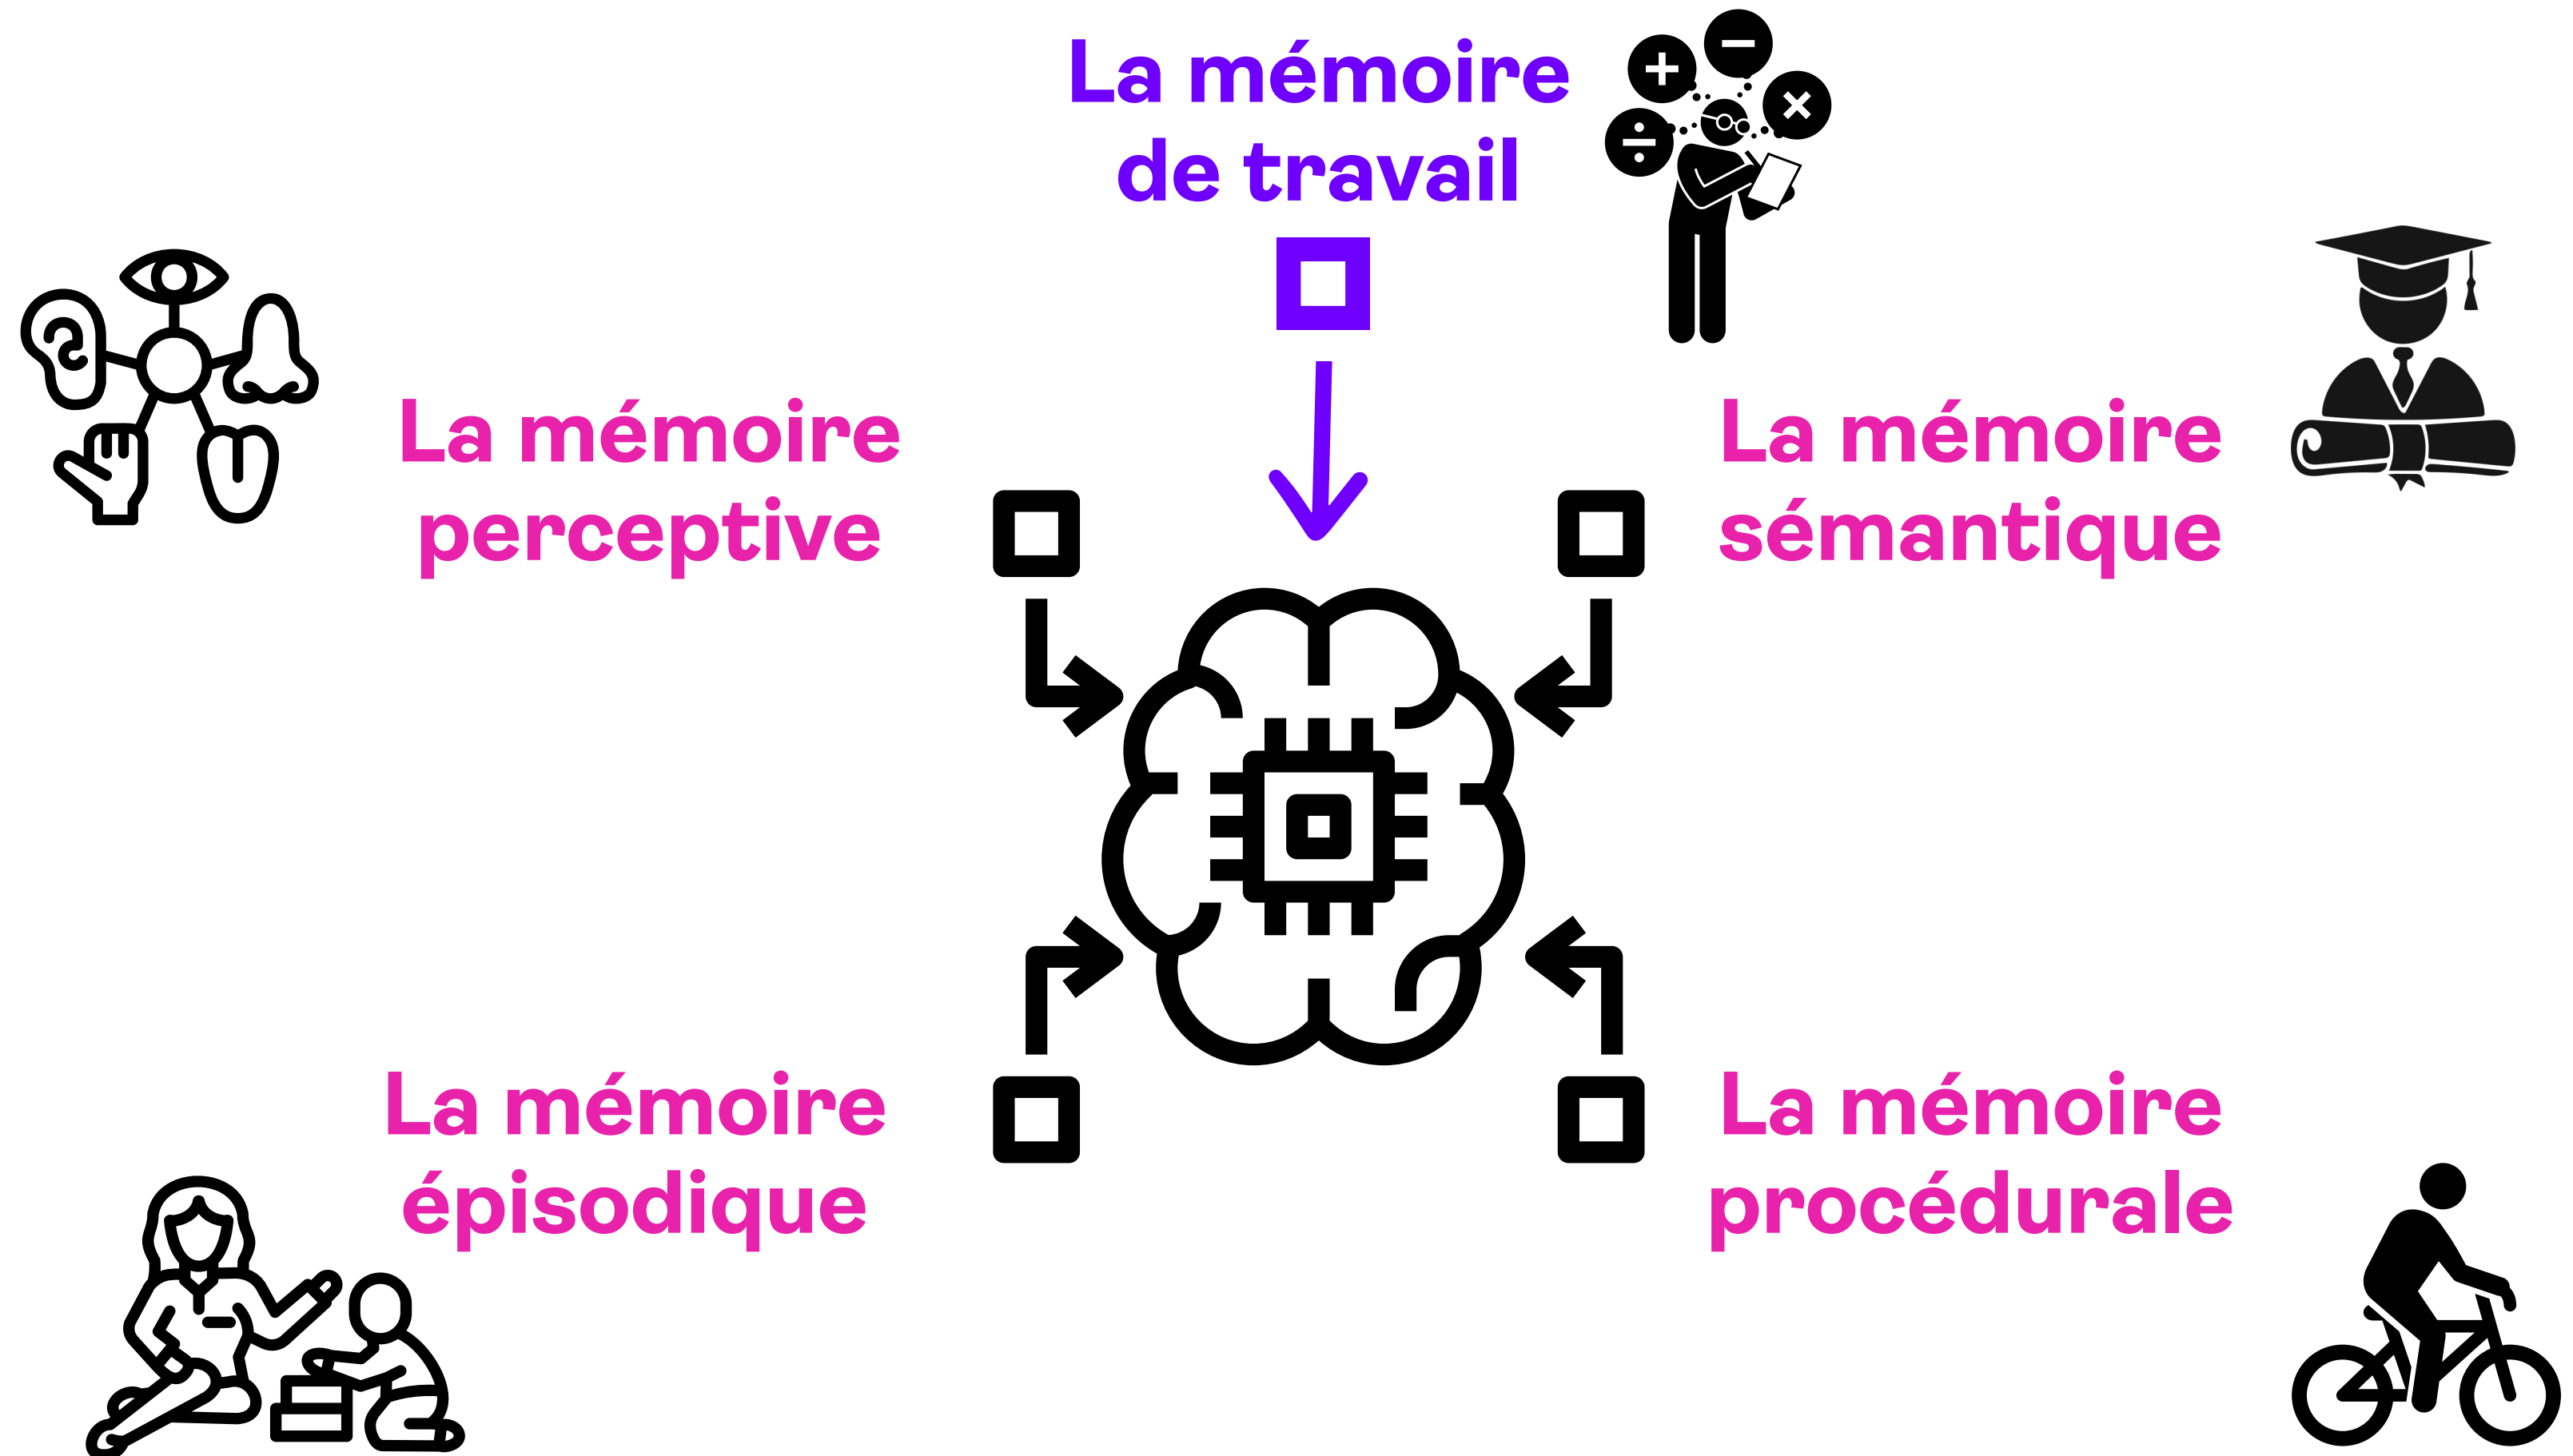 La mémoire
de travail
La mémoire
perceptive
La mémoire
sémantique
La mémoire
épisodique
La mémoire
procédurale